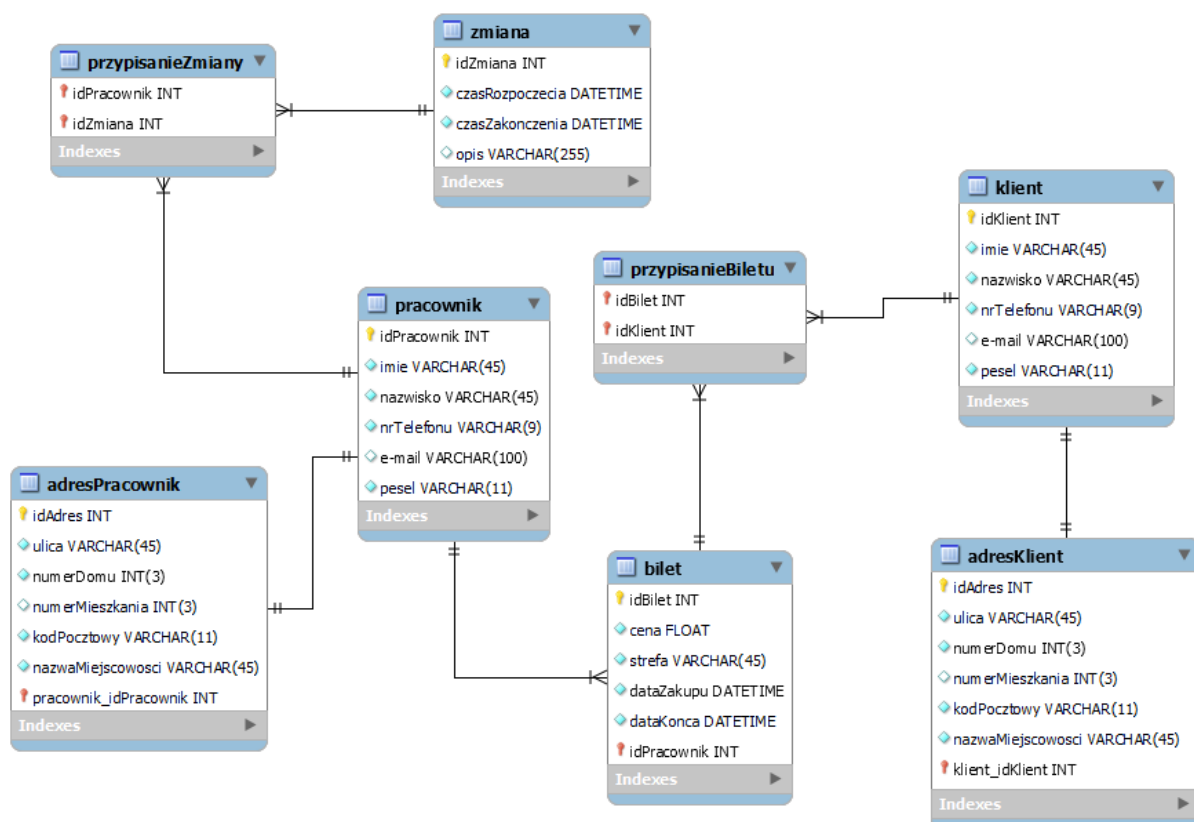 przypisanieZmiany
idPracownik INT
idZmiana INT
Indexes
zmiana
idZmiana INT
czasRozpoczecia DATETIME
czasZakonczenia DATETIME
opis VARCHAR(255)
Indexes
klient
idKlient INT
imie VARCHAR(45)
nazwisko VARCHAR(45)
nrTelefonu VARCHAR(9)
e-mail VARCHAR(100)
pesel VARCHAR(11)
Indexes
przypisanieBiletu
idBilet INT
idKlient INT
Indexes
pracownik
idPracownik INT
imie VARCHAR(45)
nazwisko VARCHAR(45)
nrTelefonu VARCHAR(9)
e-mail VARCHAR(100)
pesel VARCHAR(11)
Indexes
adresPracownik
idAdres INT
ulica VARCHAR(45)
numerDomu INT(3)
numerMieszkania INT(3)
kodPocztowy VARCHAR(11)
nazwaMiejscowosci VARCHAR(45)
pracownik_idPracownik INT
Indexes
bilet
idBilet INT
cena FLOAT
strefa VARCHAR(45)
dataZakupu DATETIME
dataKonca DATETIME
idPracownik INT
Indexes
adresKlient
idAdres INT
ulica VARCHAR(45)
numerDomu INT(3)
numerMieszkania INT(3)
kodPocztowy VARCHAR(11)
nazwaMiejscowosci VARCHAR(45)
klient_idKlient INT
Indexes